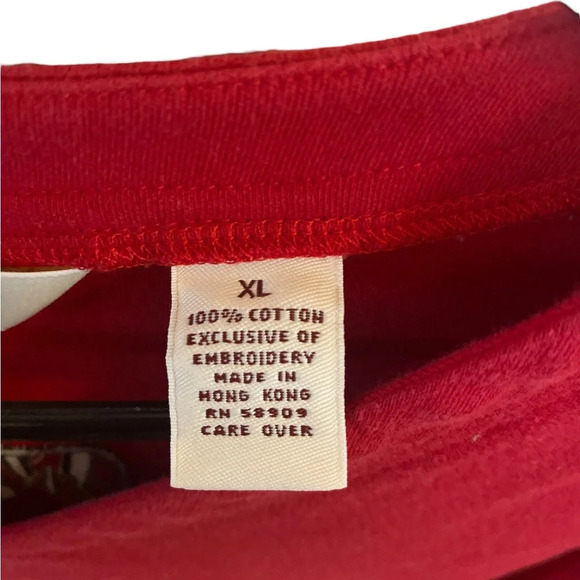 XL
100% COTTON
EXCLUSIVE OF
EMBROIDERY
MADE IN
HONG KONG
RN 58909
CARE OVER